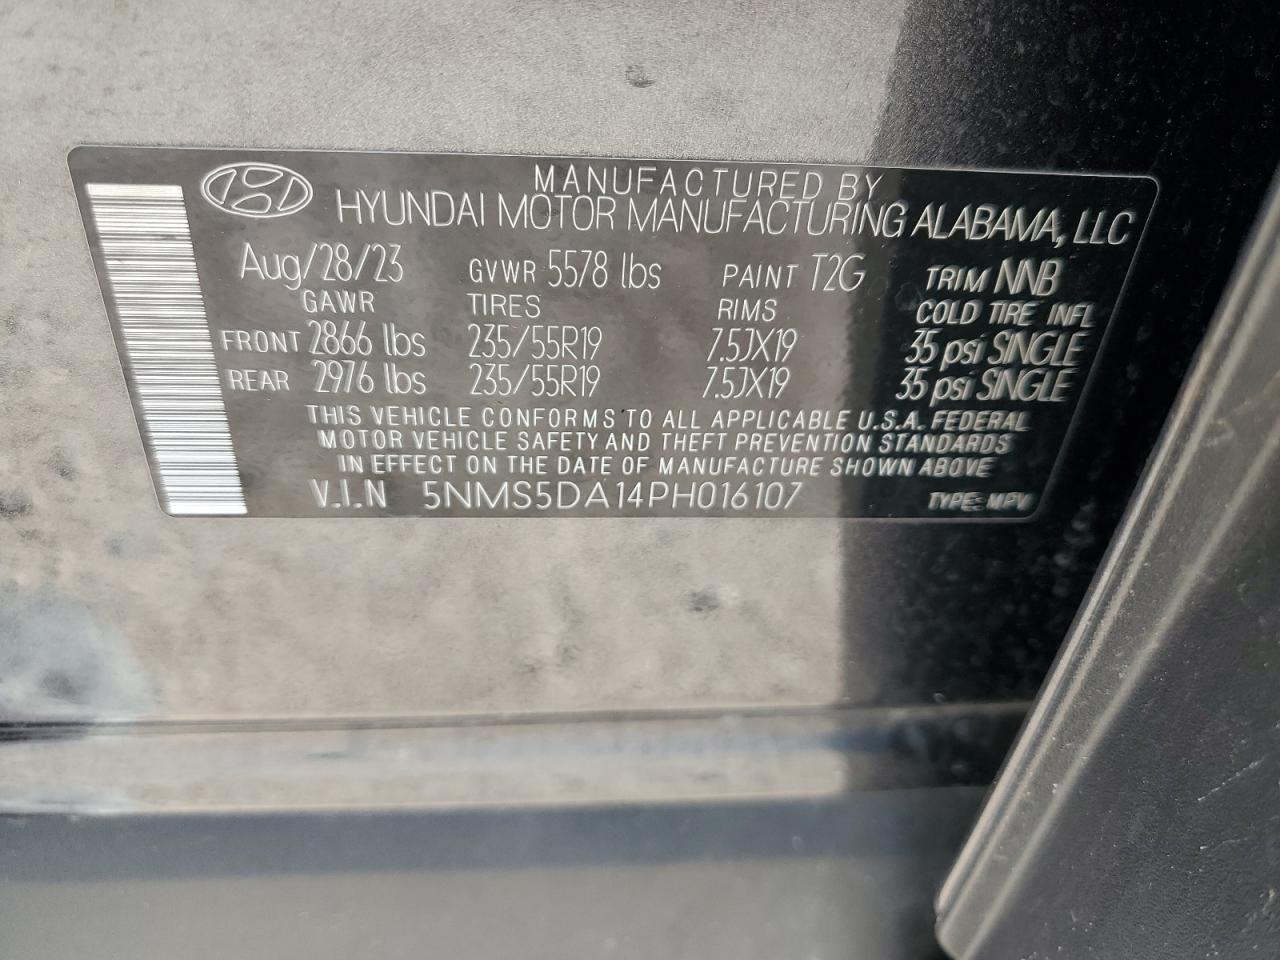 MANUFACTURED BY
HYUNDAI MOTOR MANUFACTURING ALABAMA, LLC
Aug/28/23 GVWR 5578 lbs PAINT T2G TRIM NNB
GAWR TIRES RIMS COLD TIRE INFL
FRONT 2866 lbs 235/55R19 7.5JX19 35 psi SINGLE
REAR 2976 lbs 235/55R19 7.5JX19 35 psi SINGLE
THIS VEHICLE CONFORMS TO ALL APPLICABLE U.S.A. FEDERAL
MOTOR VEHICLE SAFETY AND THEFT PREVENTION STANDARDS
IN EFFECT ON THE DATE OF MANUFACTURE SHOWN ABOVE
V.I.N 5NMS5DA14PH016107 TYPE: MPV